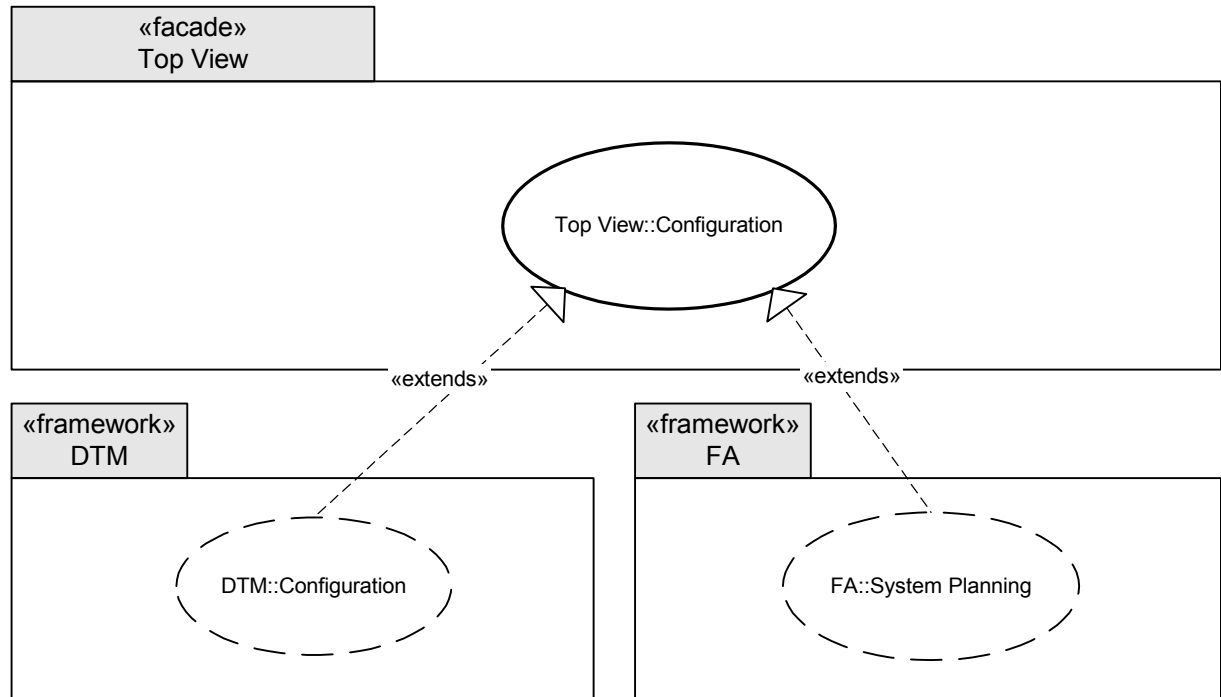 «facade»
Top View
Top View::Configuration
«extends»
«extends»
«framework»
DTM
«framework»
FA
DTM::Configuration
FA::System Planning